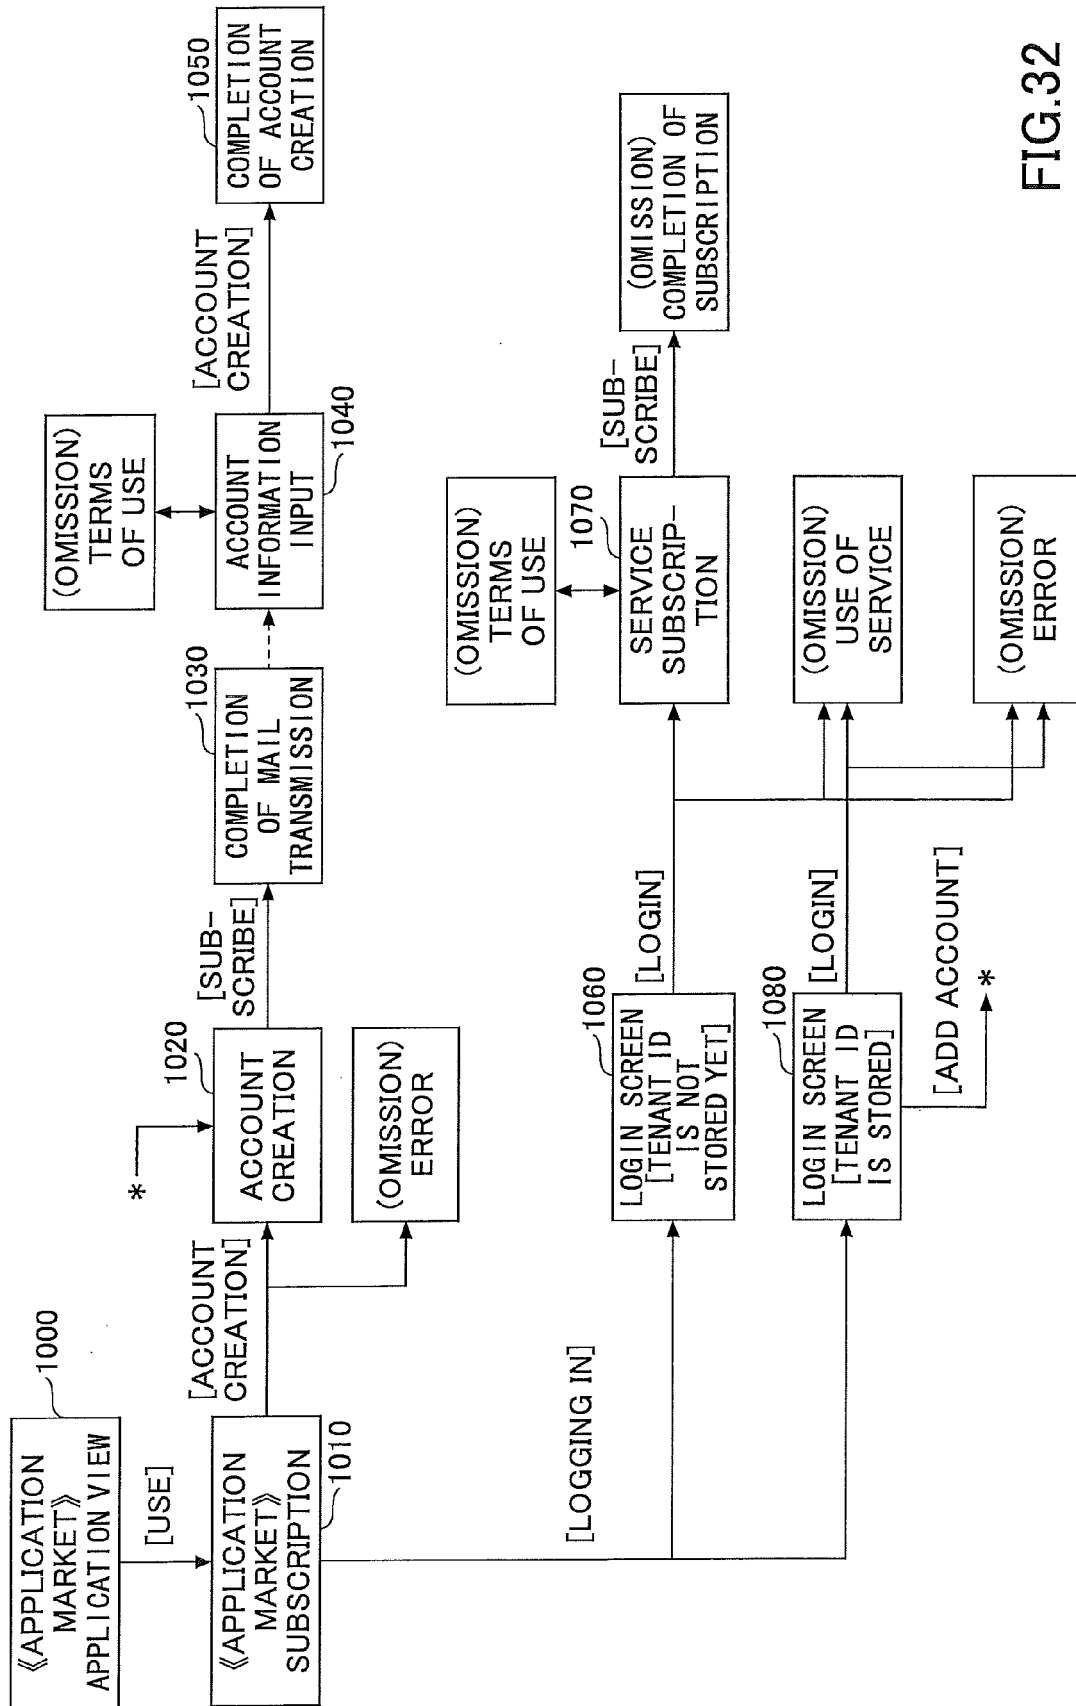 《APPLICATION
MARKET》
APPLICATION VIEW
1000
[USE]
《APPLICATION
MARKET》
SUBSCRIPTION
1010
[ACCOUNT
CREATION]
*
ACCOUNT
CREATION
1020
(OMISSION)
ERROR
[SUB-
SCRIBE]
COMPLETION
OF MAIL
TRANSMISSION
1030
(OMISSION)
TERMS
OF USE
ACCOUNT
INFORMATION
INPUT
1040
[ACCOUNT
CREATION]
COMPLETION
OF ACCOUNT
CREATION
1050
[LOGGING IN]
LOGIN SCREEN
[TENANT ID
IS NOT
STORED YET]
1060
[LOGIN]
(OMISSION)
TERMS
OF USE
SERVICE
SUBSCRIP-
TION
1070
[SUB-
SCRIBE]
(OMISSION)
COMPLETION OF
SUBSCRIPTION
LOGIN SCREEN
[TENANT ID
IS STORED]
1080
[LOGIN]
[ADD ACCOUNT]
*
(OMISSION)
USE OF
SERVICE
(OMISSION)
ERROR
FIG.32